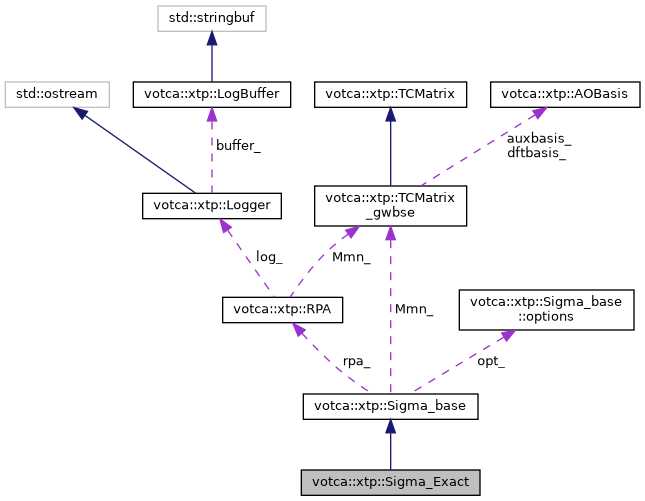 std::stringbuf
std::ostream
votca::xtp::LogBuffer
votca::xtp::TCMatrix
votca::xtp::AOBasis
buffer_
auxbasis_
dftbasis_
votca::xtp::Logger
votca::xtp::TCMatrix
_gwbse
log_
Mmn_
votca::xtp::RPA
Mmn_
votca::xtp::Sigma_base
::options
rpa_
opt_
votca::xtp::Sigma_base
votca::xtp::Sigma_Exact